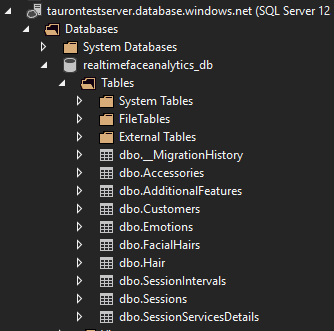 taurontestserver.database.windows.net (SQL Server 12
Databases
System Databases
realtimefaceanalytics_db
Tables
System Tables
FileTables
External Tables
dbo.__MigrationHistory
dbo.Accessories
dbo.AdditionalFeatures
dbo.Customers
dbo.Emotions
dbo.FacialHairs
dbo.Hair
dbo.SessionIntervals
dbo.Sessions
dbo.SessionServicesDetails